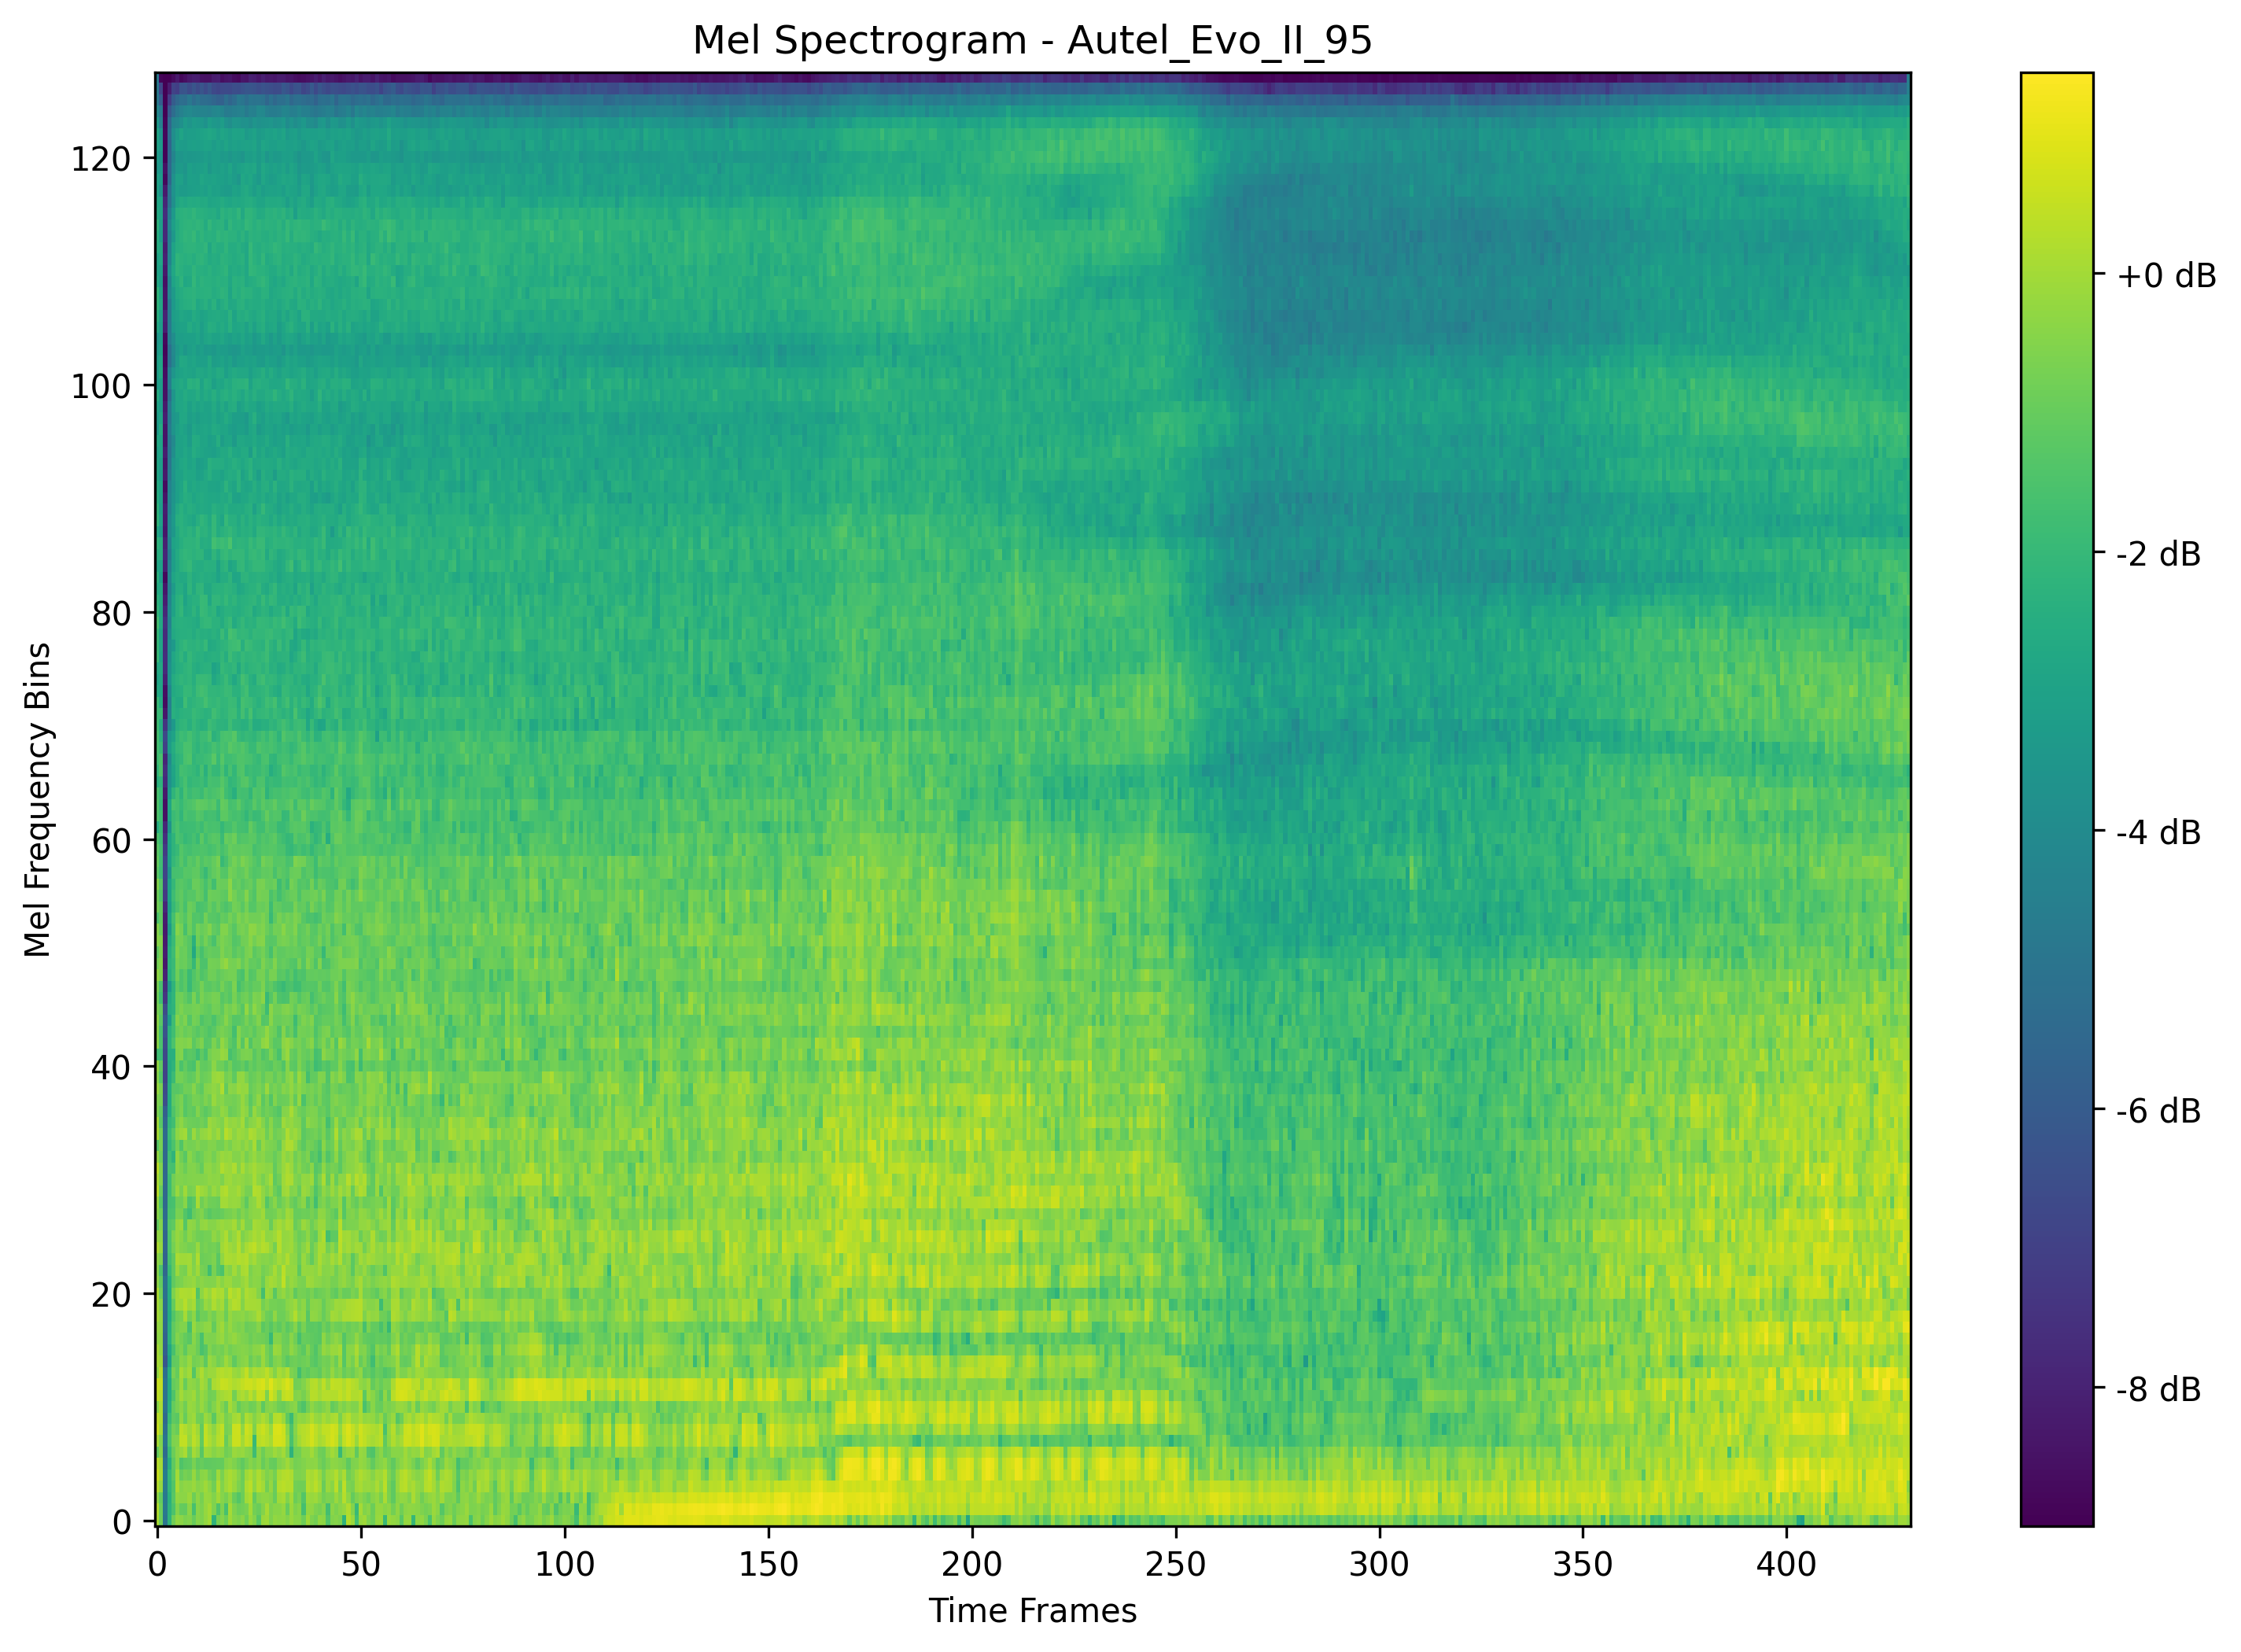 Mel Spectrogram - Autel_Evo_II_95
Mel Frequency Bins
120
100
80
60
40
20
0
0 50 100 150 200 250 300 350 400
Time Frames
+0 dB
-2 dB
-4 dB
-6 dB
-8 dB